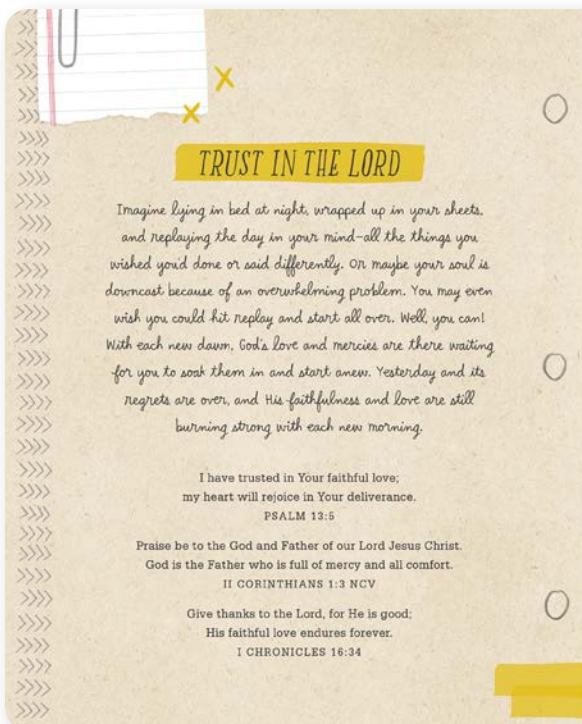 TRUST IN THE LORD
Imagine lying in bed at night, wrapped up in your sheets,
and replaying the day in your mind—all the things you
wished you'd done or said differently. Or maybe your soul is
downcast because of an overwhelming problem. You may even
wish you could hit replay and start all over. Well, you can!
With each new dawn, God's love and mercies are there waiting
for you to soak them in and start anew. Yesterday and its
regrets are over, and His faithfulness and love are still
burning strong with each new morning.
I have trusted in Your faithful love;
my heart will rejoice in Your deliverance.
PSALM 13:5
Praise be to the God and Father of our Lord Jesus Christ.
God is the Father who is full of mercy and all comfort.
II CORINTHIANS 1:3 NCV
Give thanks to the Lord, for He is good;
His faithful love endures forever.
I CHRONICLES 16:34